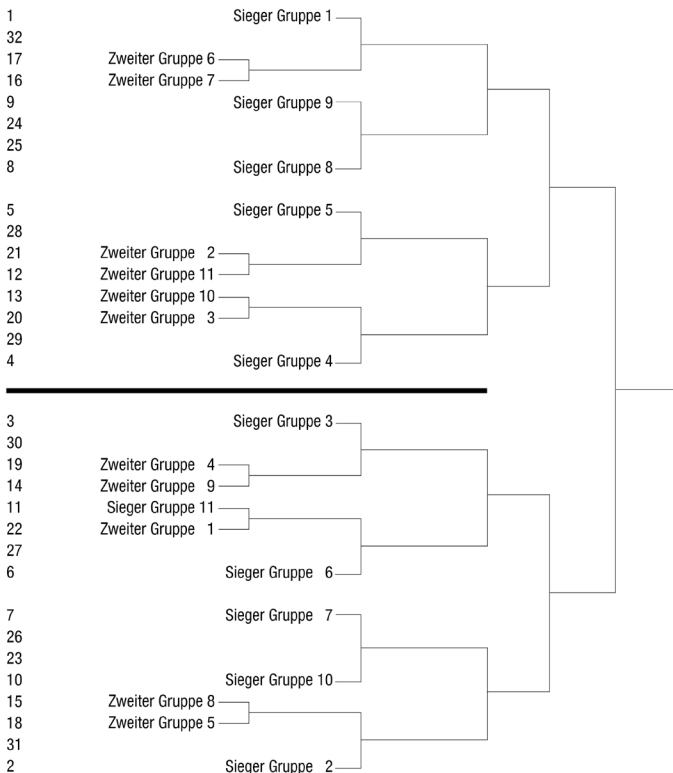 1 Sieger Gruppe 1
32
17 Zweiter Gruppe 6
16 Zweiter Gruppe 7
9 Sieger Gruppe 9
24
25
8 Sieger Gruppe 8
5 Sieger Gruppe 5
28
21 Zweiter Gruppe 2
12 Zweiter Gruppe 11
13 Zweiter Gruppe 10
20 Zweiter Gruppe 3
29
4 Sieger Gruppe 4
3 Sieger Gruppe 3
30
19 Zweiter Gruppe 4
14 Zweiter Gruppe 9
11 Sieger Gruppe 11
22 Zweiter Gruppe 1
27
6 Sieger Gruppe 6
7 Sieger Gruppe 7
26
23
10 Sieger Gruppe 10
15 Zweiter Gruppe 8
18 Zweiter Gruppe 5
31
2 Sieger Gruppe 2